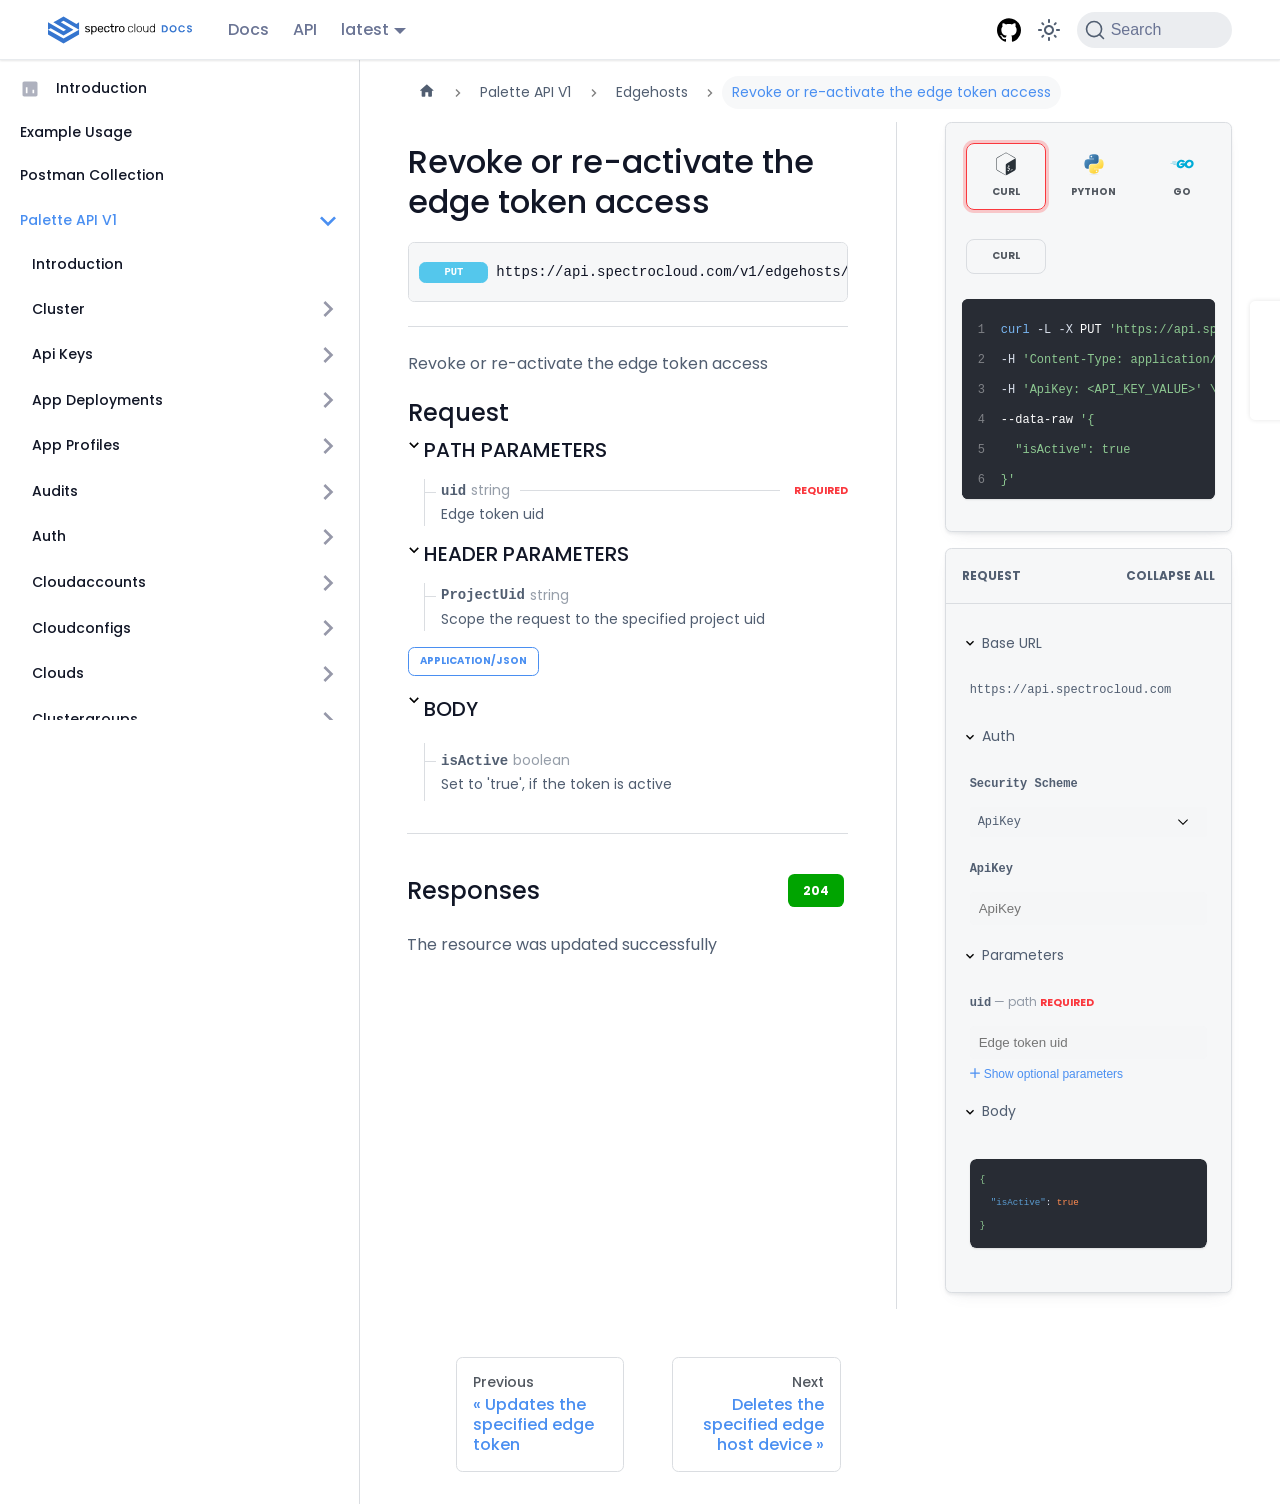 spectro cloud DOCS
Docs
API
latest
Search
Introduction
Example Usage
Postman Collection
Palette API V1
Introduction
Cluster
Api Keys
App Deployments
App Profiles
Audits
Auth
Cloudaccounts
Cloudconfigs
Clouds
Clustergroups
Palette API V1
Edgehosts
Revoke or re-activate the edge token access
Revoke or re-activate the
edge token access
PUT https://api.spectrocloud.com/v1/edgehosts/
Revoke or re-activate the edge token access
Request
PATH PARAMETERS
uid string REQUIRED
Edge token uid
HEADER PARAMETERS
ProjectUid string
Scope the request to the specified project uid
APPLICATION/JSON
BODY
isActive boolean
Set to 'true', if the token is active
Responses
204
The resource was updated successfully
CURL
PYTHON
GO
CURL
1 curl -L -X PUT 'https://api.sp
2 -H 'Content-Type: application/
3 -H 'ApiKey: <API_KEY_VALUE>' \
4 --data-raw '{
5 "isActive": true
6 }'
REQUEST
COLLAPSE ALL
Base URL
https://api.spectrocloud.com
Auth
Security Scheme
ApiKey
ApiKey
ApiKey
Parameters
uid — path REQUIRED
Edge token uid
Show optional parameters
Body
{
"isActive": true
}
Previous
« Updates the
specified edge
token
Next
Deletes the
specified edge
host device »